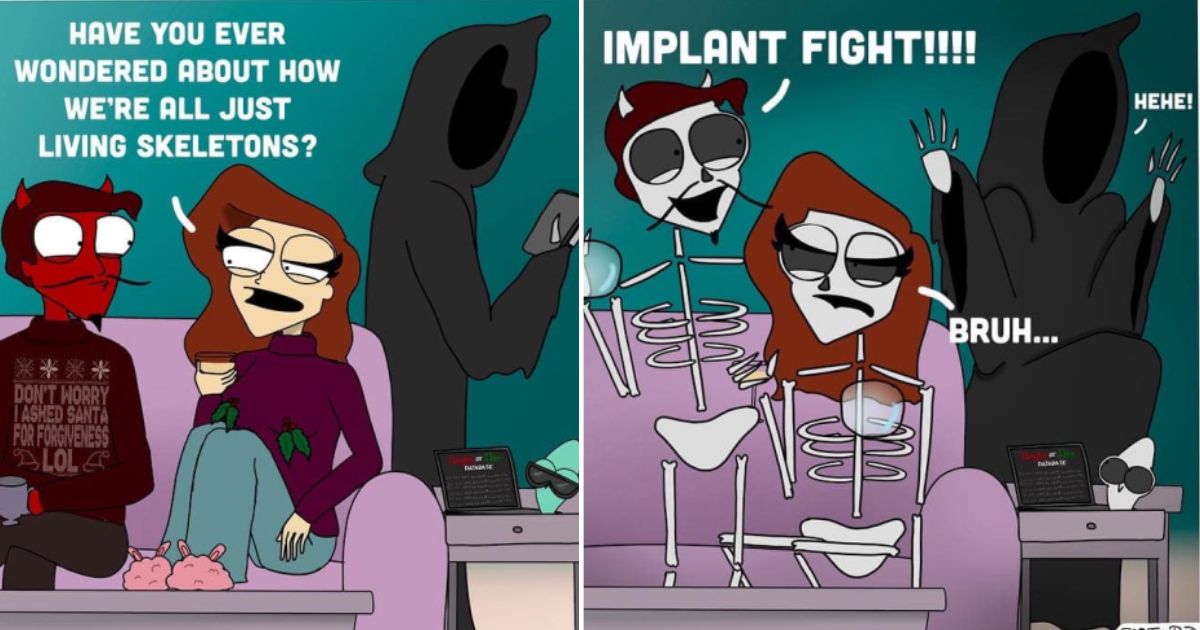 HAVE YOU EVER
WONDERED ABOUT HOW
WE'RE ALL JUST
LIVING SKELETONS?
DON'T WORRY
I ASKED SANTA
FOR FORGIVENESS
LOL
DATABASE
IMPLANT FIGHT!!!!
HEHE!
BRUH...
DATABASE